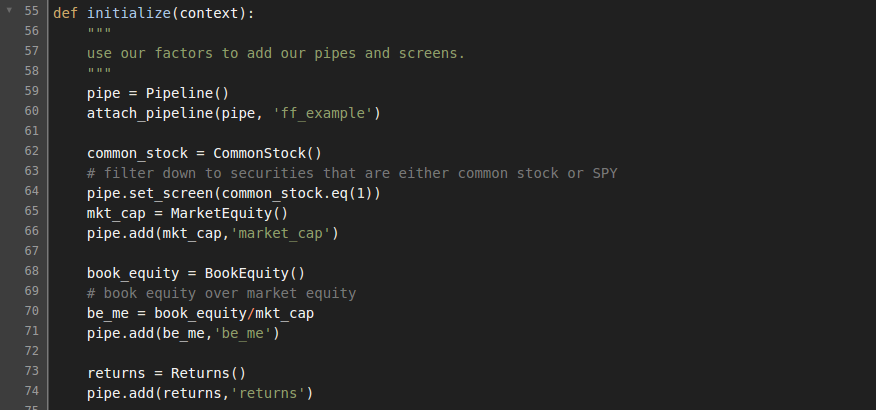 55 def initialize(context):
56     """
57     use our factors to add our pipes and screens.
58     """
59     pipe = Pipeline()
60     attach_pipeline(pipe, 'ff_example')
61
62     common_stock = CommonStock()
63     # filter down to securities that are either common stock or SPY
64     pipe.set_screen(common_stock.eq(1))
65     mkt_cap = MarketEquity()
66     pipe.add(mkt_cap,'market_cap')
67
68     book_equity = BookEquity()
69     # book equity over market equity
70     be_me = book_equity/mkt_cap
71     pipe.add(be_me,'be_me')
72
73     returns = Returns()
74     pipe.add(returns,'returns')
75